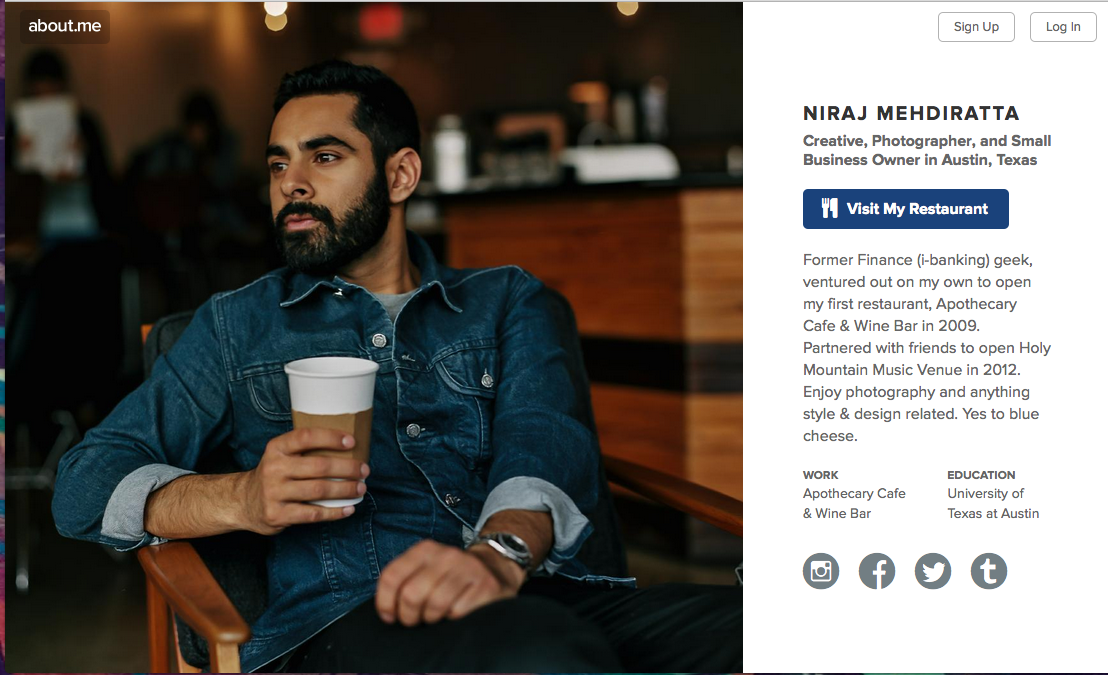 about.me
Sign Up
Log In
NIRAJ MEHDIRATTA
Creative, Photographer, and Small
Business Owner in Austin, Texas
Visit My Restaurant
Former Finance (i-banking) geek,
ventured out on my own to open
my first restaurant, Apothecary
Cafe & Wine Bar in 2009.
Partnered with friends to open Holy
Mountain Music Venue in 2012.
Enjoy photography and anything
style & design related. Yes to blue
cheese.
WORK
Apothecary Cafe
& Wine Bar
EDUCATION
University of
Texas at Austin